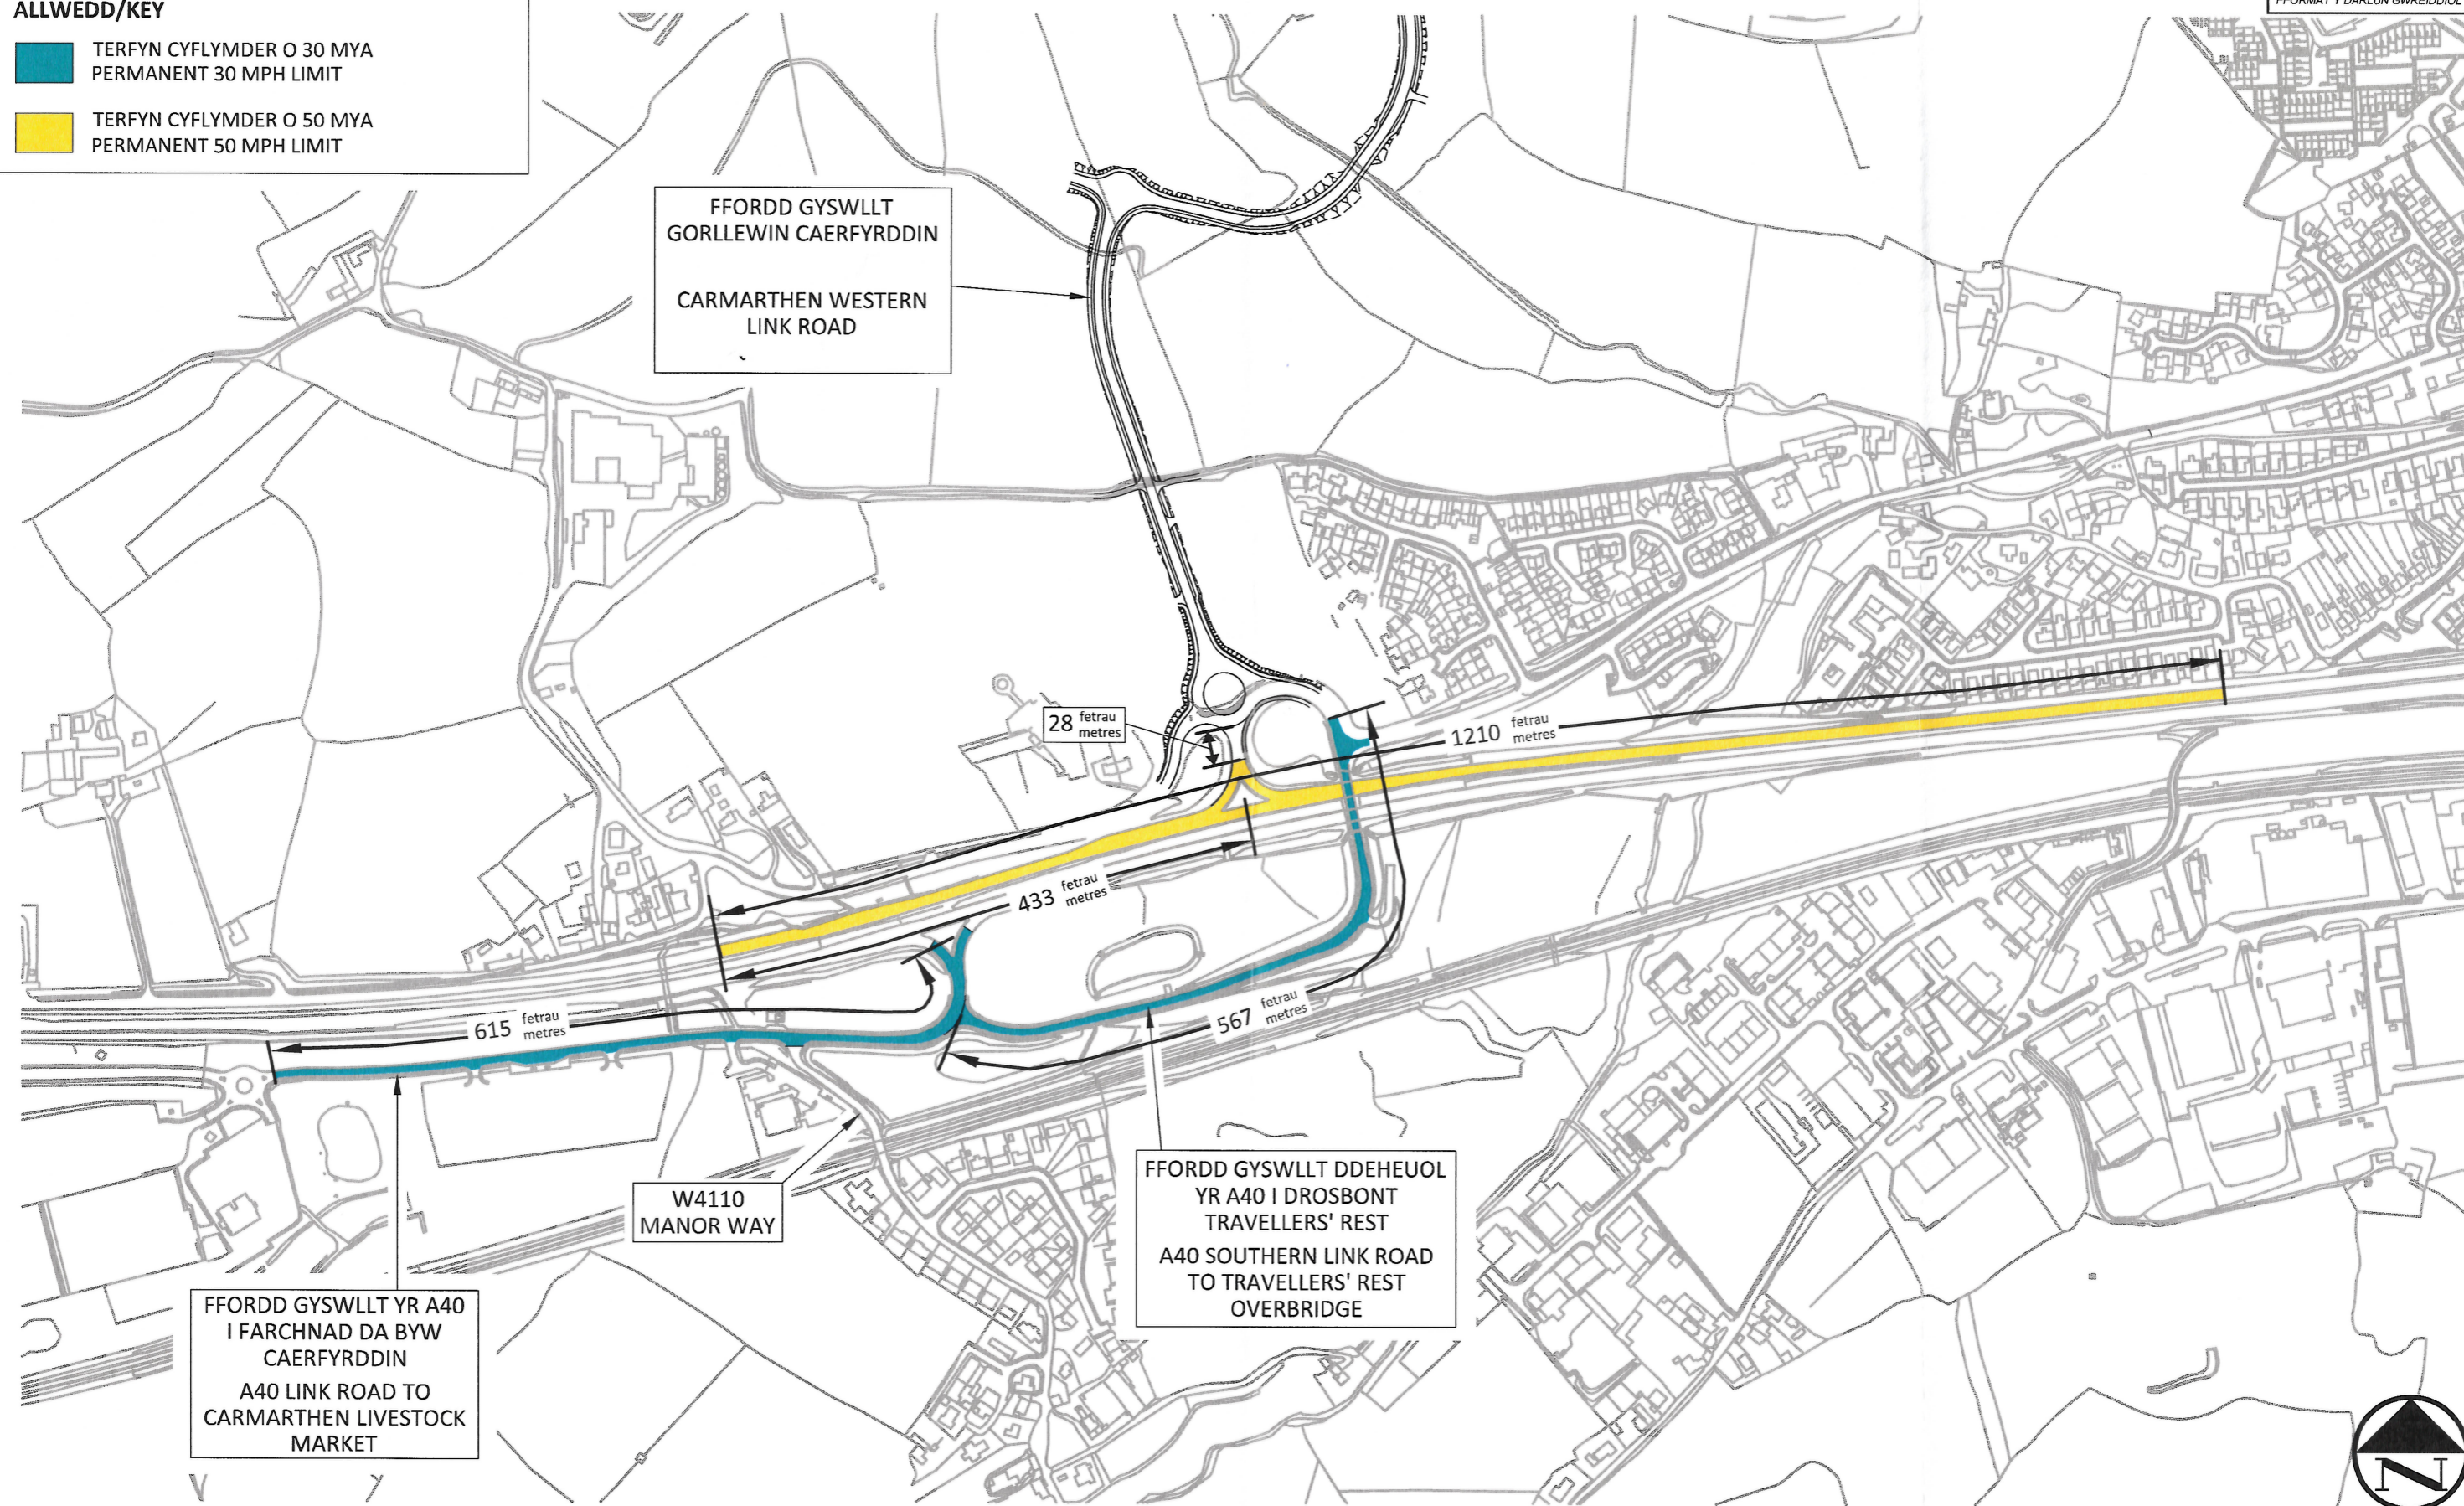 ALLWEDD/KEY
TERFYN CYFLYMDER O 30 MYA
PERMANENT 30 MPH LIMIT
TERFYN CYFLYMDER O 50 MYA
PERMANENT 50 MPH LIMIT
FFORMAT Y DARLUN GWREIDDIOL
FFORDD GYSWLLT
GORLLEWIN CAERFYRDDIN
CARMARTHEN WESTERN
LINK ROAD
28 fetrau
metres
1210 fetrau
metres
433 fetrau
metres
615 fetrau
metres
567 fetrau
metres
W4110
MANOR WAY
FFORDD GYSWLLT DDEHEUOL
YR A40 I DROSBONT
TRAVELLERS' REST
A40 SOUTHERN LINK ROAD
TO TRAVELLERS' REST
OVERBRIDGE
FFORDD GYSWLLT YR A40
I FARCHNAD DA BYW
CAERFYRDDIN
A40 LINK ROAD TO
CARMARTHEN LIVESTOCK
MARKET
N